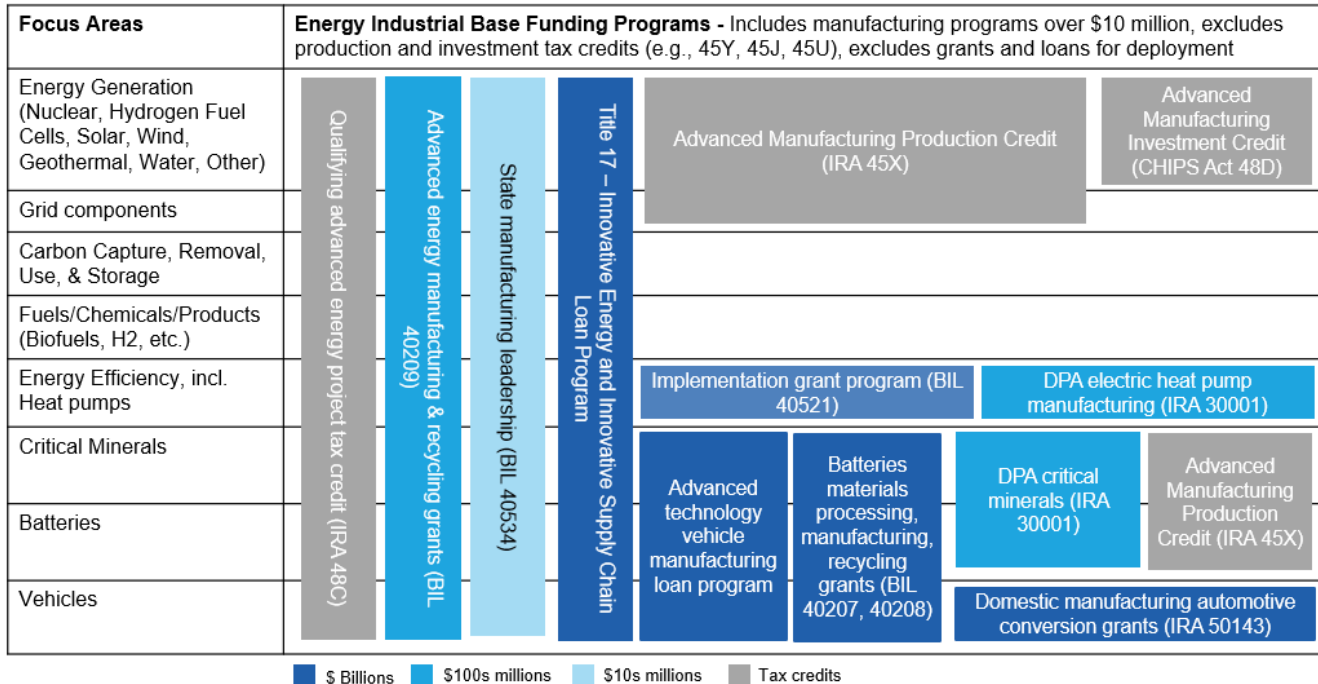 Focus Areas
Energy Industrial Base Funding Programs - Includes manufacturing programs over $10 million, excludes
production and investment tax credits (e.g., 45Y, 45J, 45U), excludes grants and loans for deployment
Energy Generation
(Nuclear, Hydrogen Fuel
Cells, Solar, Wind,
Geothermal, Water, Other)
Grid components
Carbon Capture, Removal,
Use, & Storage
Fuels/Chemicals/Products
(Biofuels, H2, etc.)
Energy Efficiency, incl.
Heat pumps
Critical Minerals
Batteries
Vehicles
Qualifying advanced energy project tax credit (IRA 48C)
Advanced energy manufacturing & recycling grants (BIL
40209)
State manufacturing leadership (BIL 40534)
Title 17 – Innovative Energy and Innovative Supply Chain
Loan Program
Advanced Manufacturing Production Credit
(IRA 45X)
Advanced
Manufacturing
Investment Credit
(CHIPS Act 48D)
Implementation grant program (BIL
40521)
DPA electric heat pump
manufacturing (IRA 30001)
Advanced
technology
vehicle
manufacturing
loan program
Batteries
materials
processing,
manufacturing,
recycling
grants (BIL
40207, 40208)
DPA critical
minerals (IRA
30001)
Advanced
Manufacturing
Production
Credit (IRA 45X)
Domestic manufacturing automotive
conversion grants (IRA 50143)
$ Billions
$100s millions
$10s millions
Tax credits